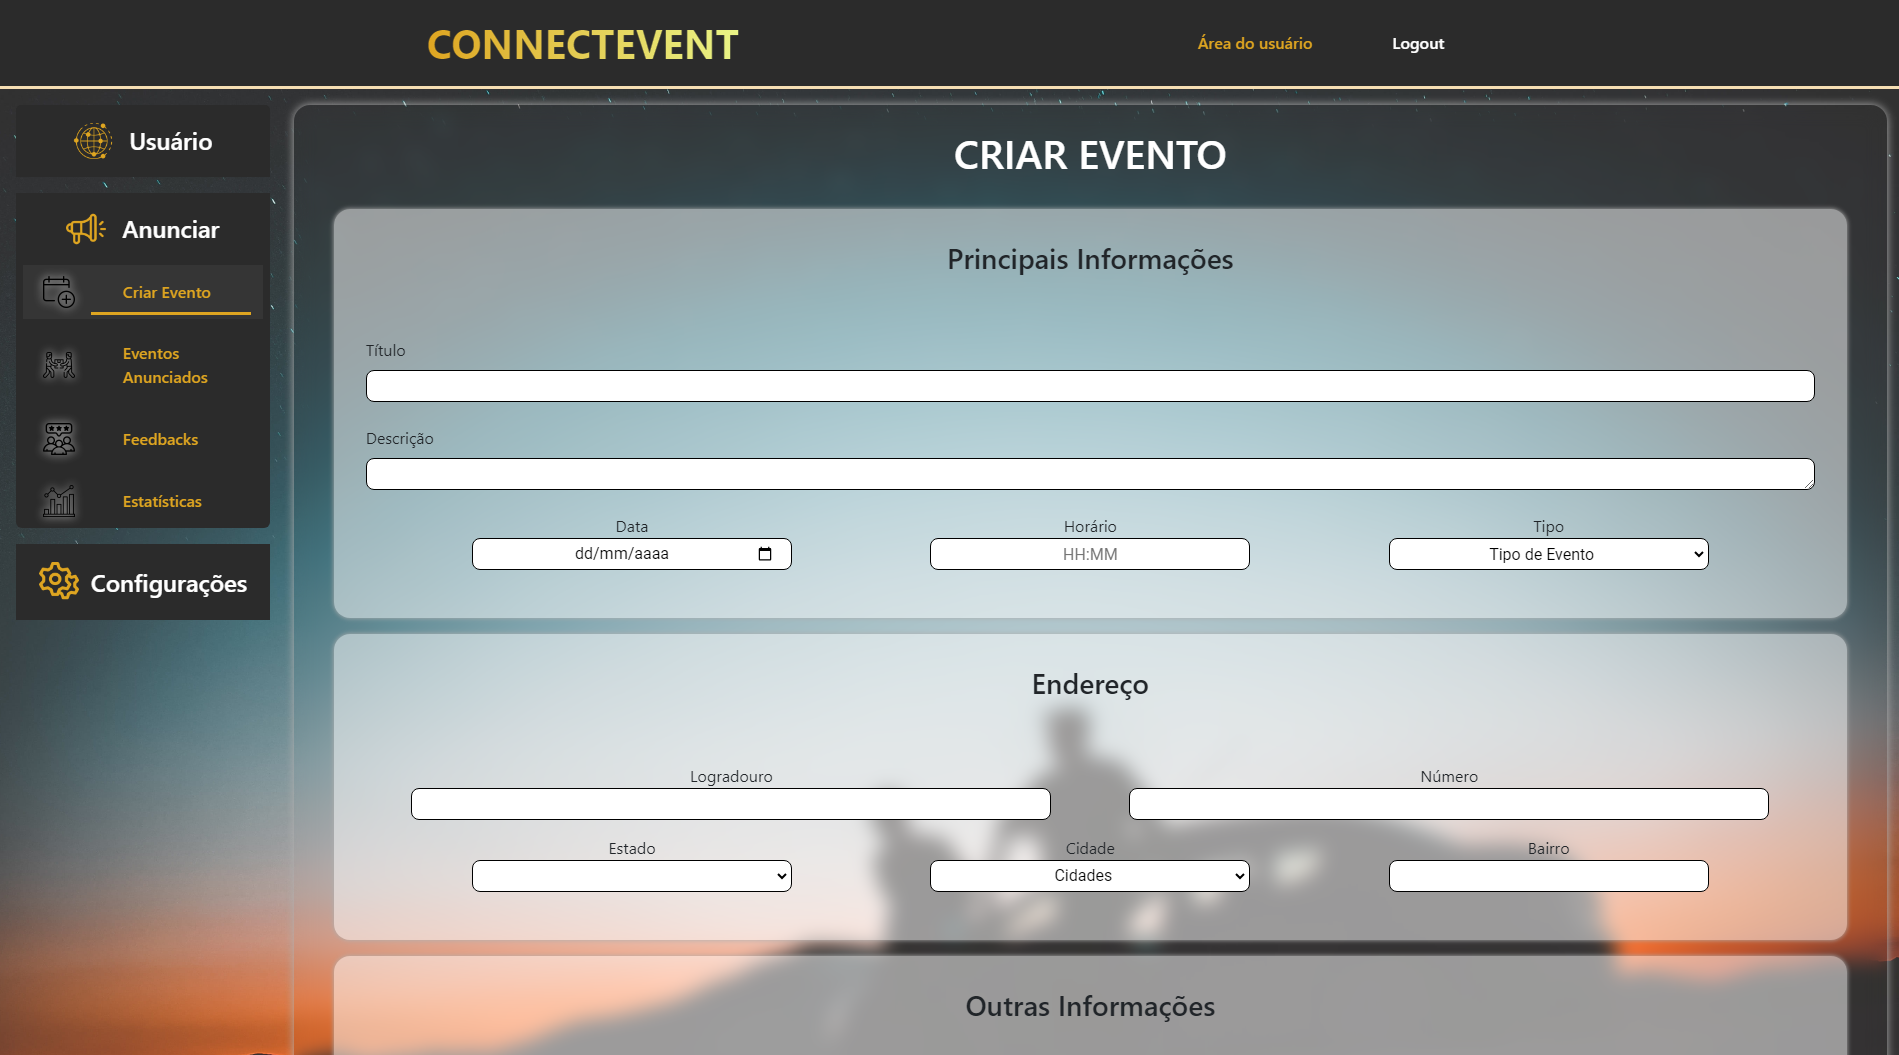 CONNECTEVENT
Área do usuário
Logout
Usuário
Anunciar
Criar Evento
Eventos
Anunciados
Feedbacks
Estatísticas
Configurações
CRIAR EVENTO
Principais Informações
Título
Descrição
Data
Horário
Tipo
dd/mm/aaaa
HH:MM
Tipo de Evento
Endereço
Logradouro
Número
Estado
Cidade
Bairro
Cidades
Outras Informações